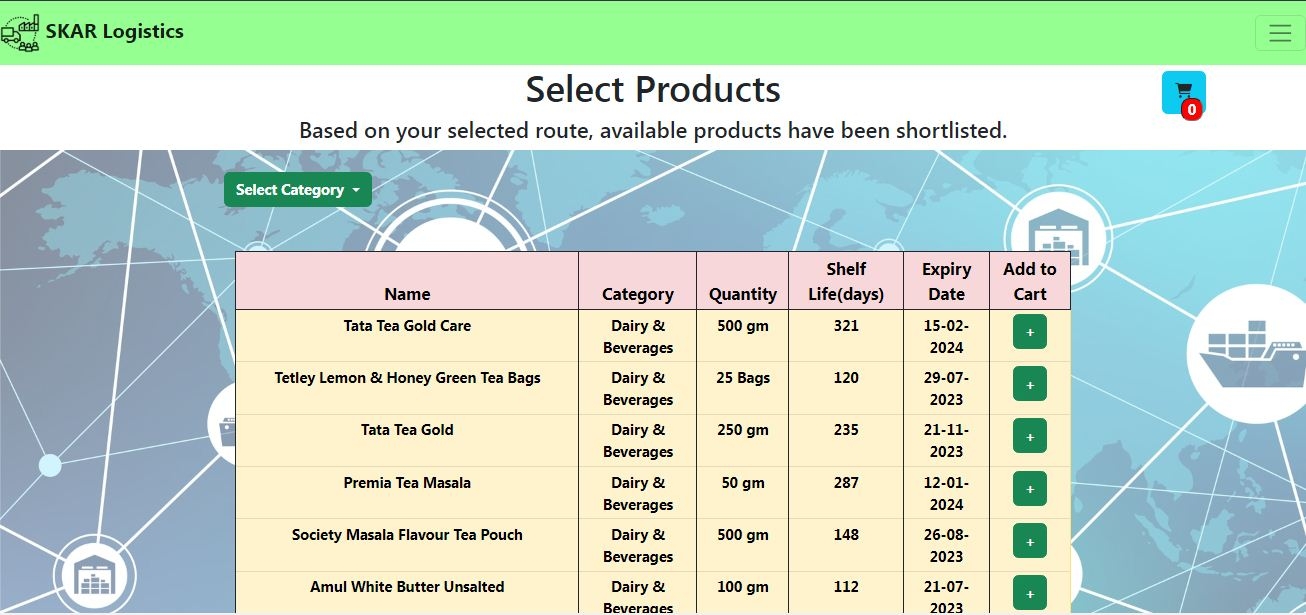 SKAR Logistics
Select Products
0
Based on your selected route, available products have been shortlisted.
Select Category
Name Category Quantity Shelf Life(days) Expiry Date Add to Cart
Tata Tea Gold Care Dairy & Beverages 500 gm 321 15-02-2024 +
Tetley Lemon & Honey Green Tea Bags Dairy & Beverages 25 Bags 120 29-07-2023 +
Tata Tea Gold Dairy & Beverages 250 gm 235 21-11-2023 +
Premia Tea Masala Dairy & Beverages 50 gm 287 12-01-2024 +
Society Masala Flavour Tea Pouch Dairy & Beverages 500 gm 148 26-08-2023 +
Amul White Butter Unsalted Dairy & Beverages 100 gm 112 21-07-2023 +